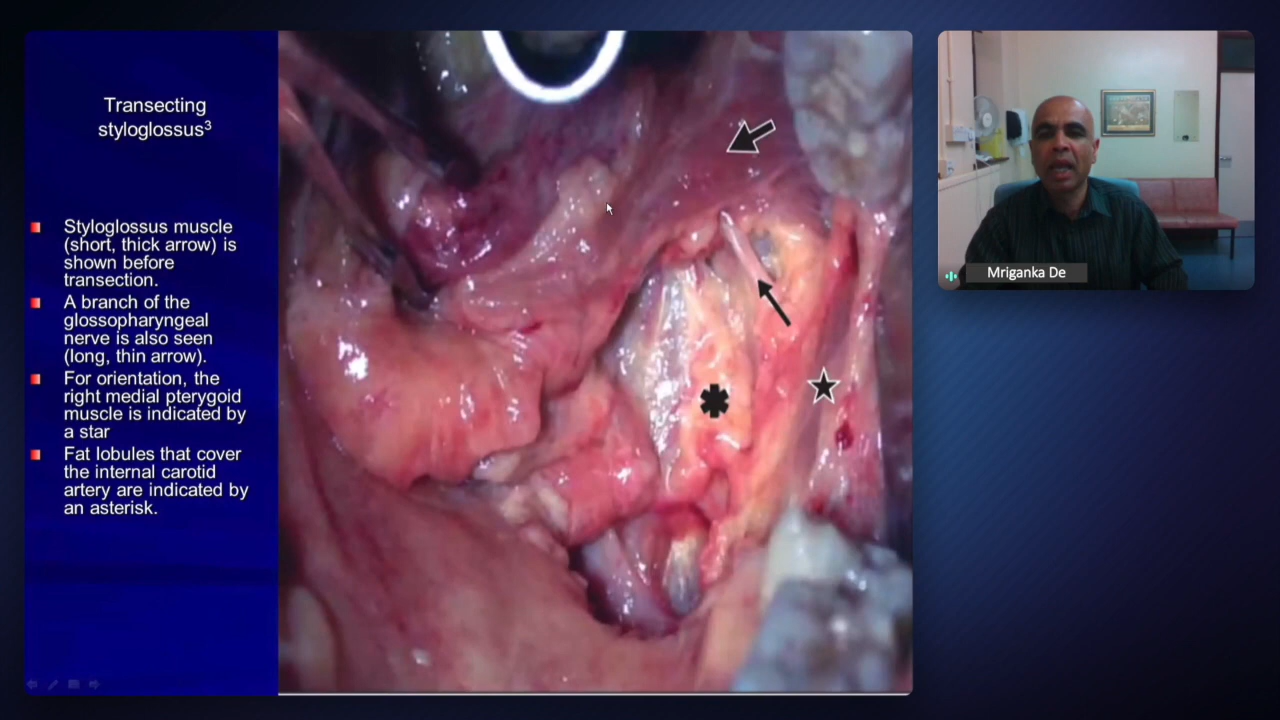 Transecting
styloglossus³
Styloglossus muscle
(short, thick arrow) is
shown before
transection.
A branch of the
glossopharyngeal
nerve is also seen
(long, thin arrow).
For orientation, the
right medial pterygoid
muscle is indicated by
a star
Fat lobules that cover
the internal carotid
artery are indicated by
an asterisk.
Mriganka De